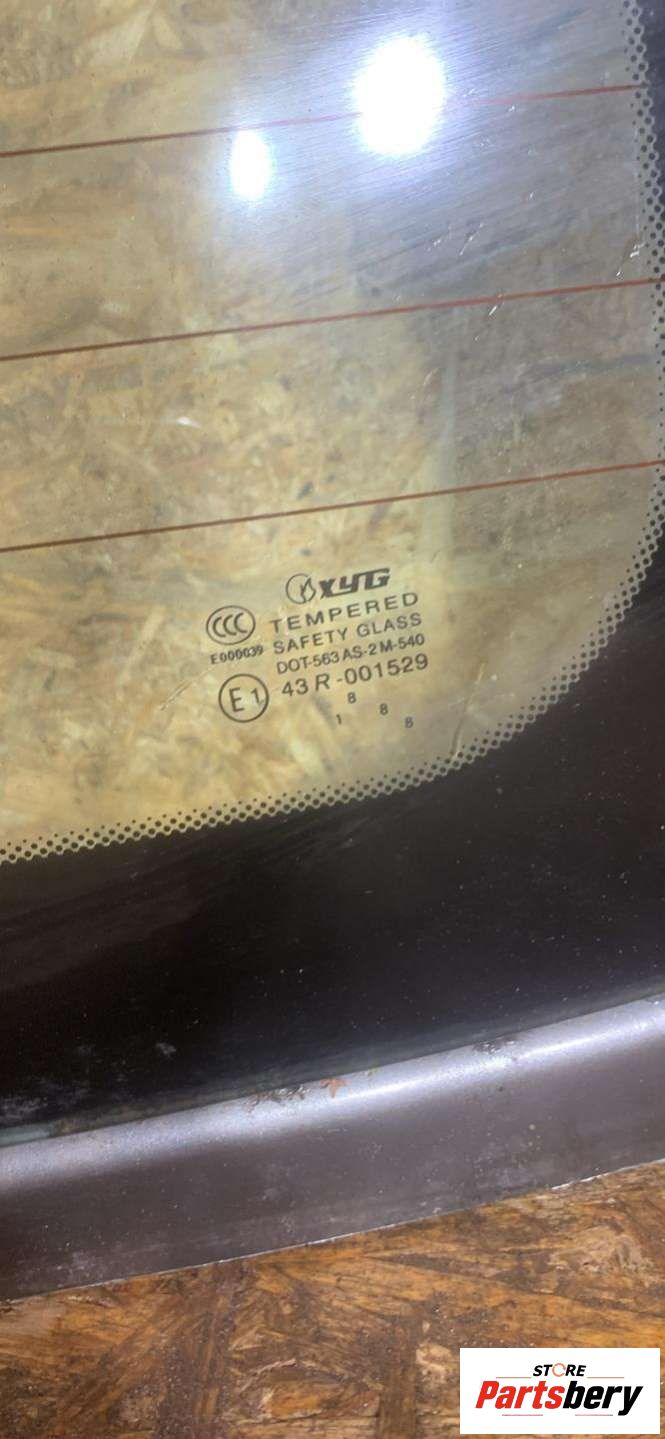 XYG
CCC
TEMPERED
E000039
SAFETY GLASS
DOT-563 AS-2 M-540
E1
43 R -001529
8
1 8 8
STORE
Partsbery